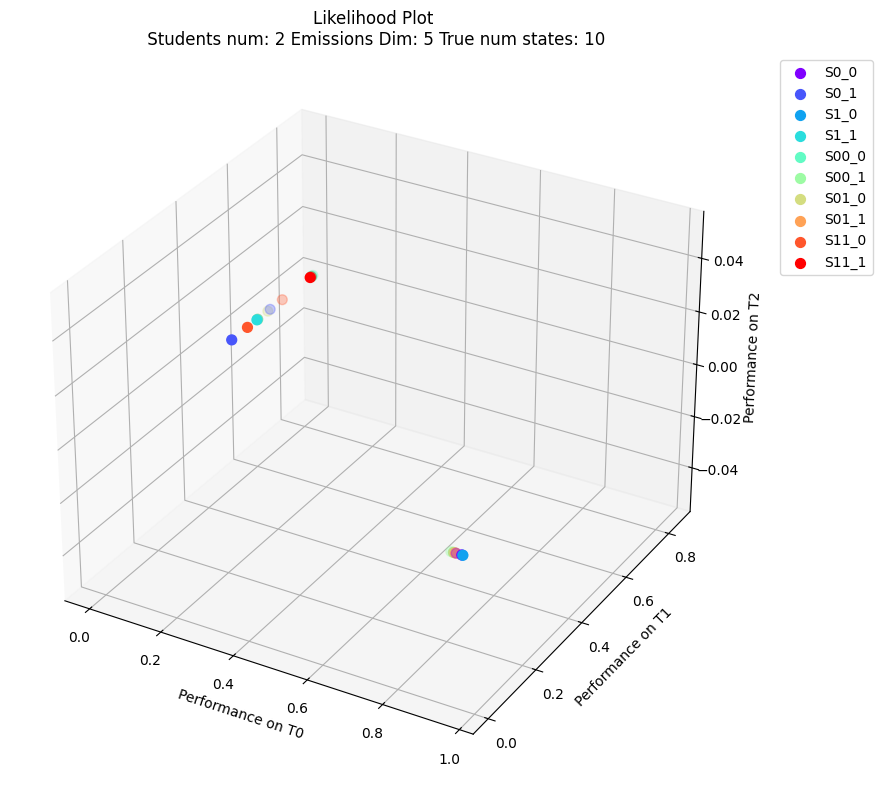 Likelihood Plot
Students num: 2 Emissions Dim: 5 True num states: 10
S0_0
S0_1
S1_0
S1_1
S00_0
S00_1
S01_0
S01_1
S11_0
S11_1
0.04
0.02
0.00
−0.02
−0.04
Performance on T2
0.8
0.6
0.4
0.2
0.0
Performance on T1
0.0
0.2
0.4
0.6
0.8
1.0
Performance on T0